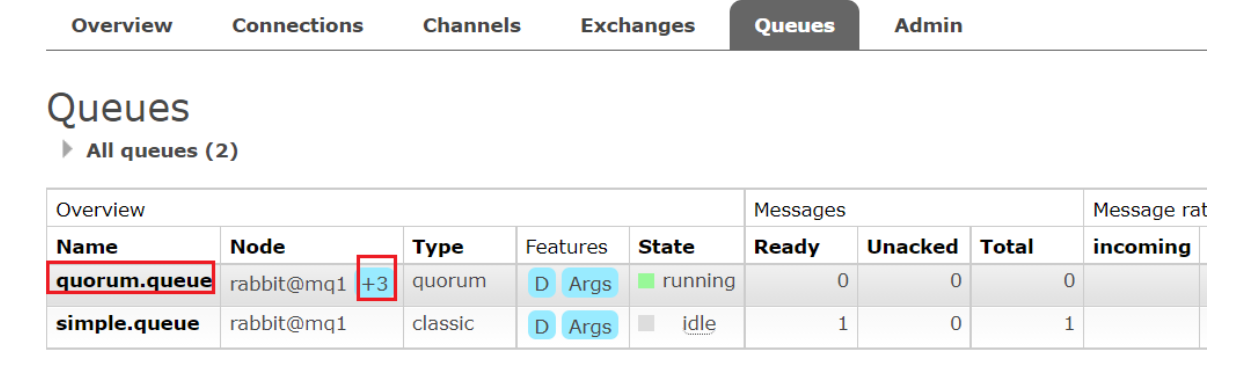 Overview Connections Channels Exchanges Queues Admin
Queues
All queues (2)
Overview Messages Message rat
Name Node Type Features State Ready Unacked Total incoming
quorum.queue rabbit@mq1 +3 quorum D Args running 0 0 0
simple.queue rabbit@mq1 classic D Args idle 1 0 1